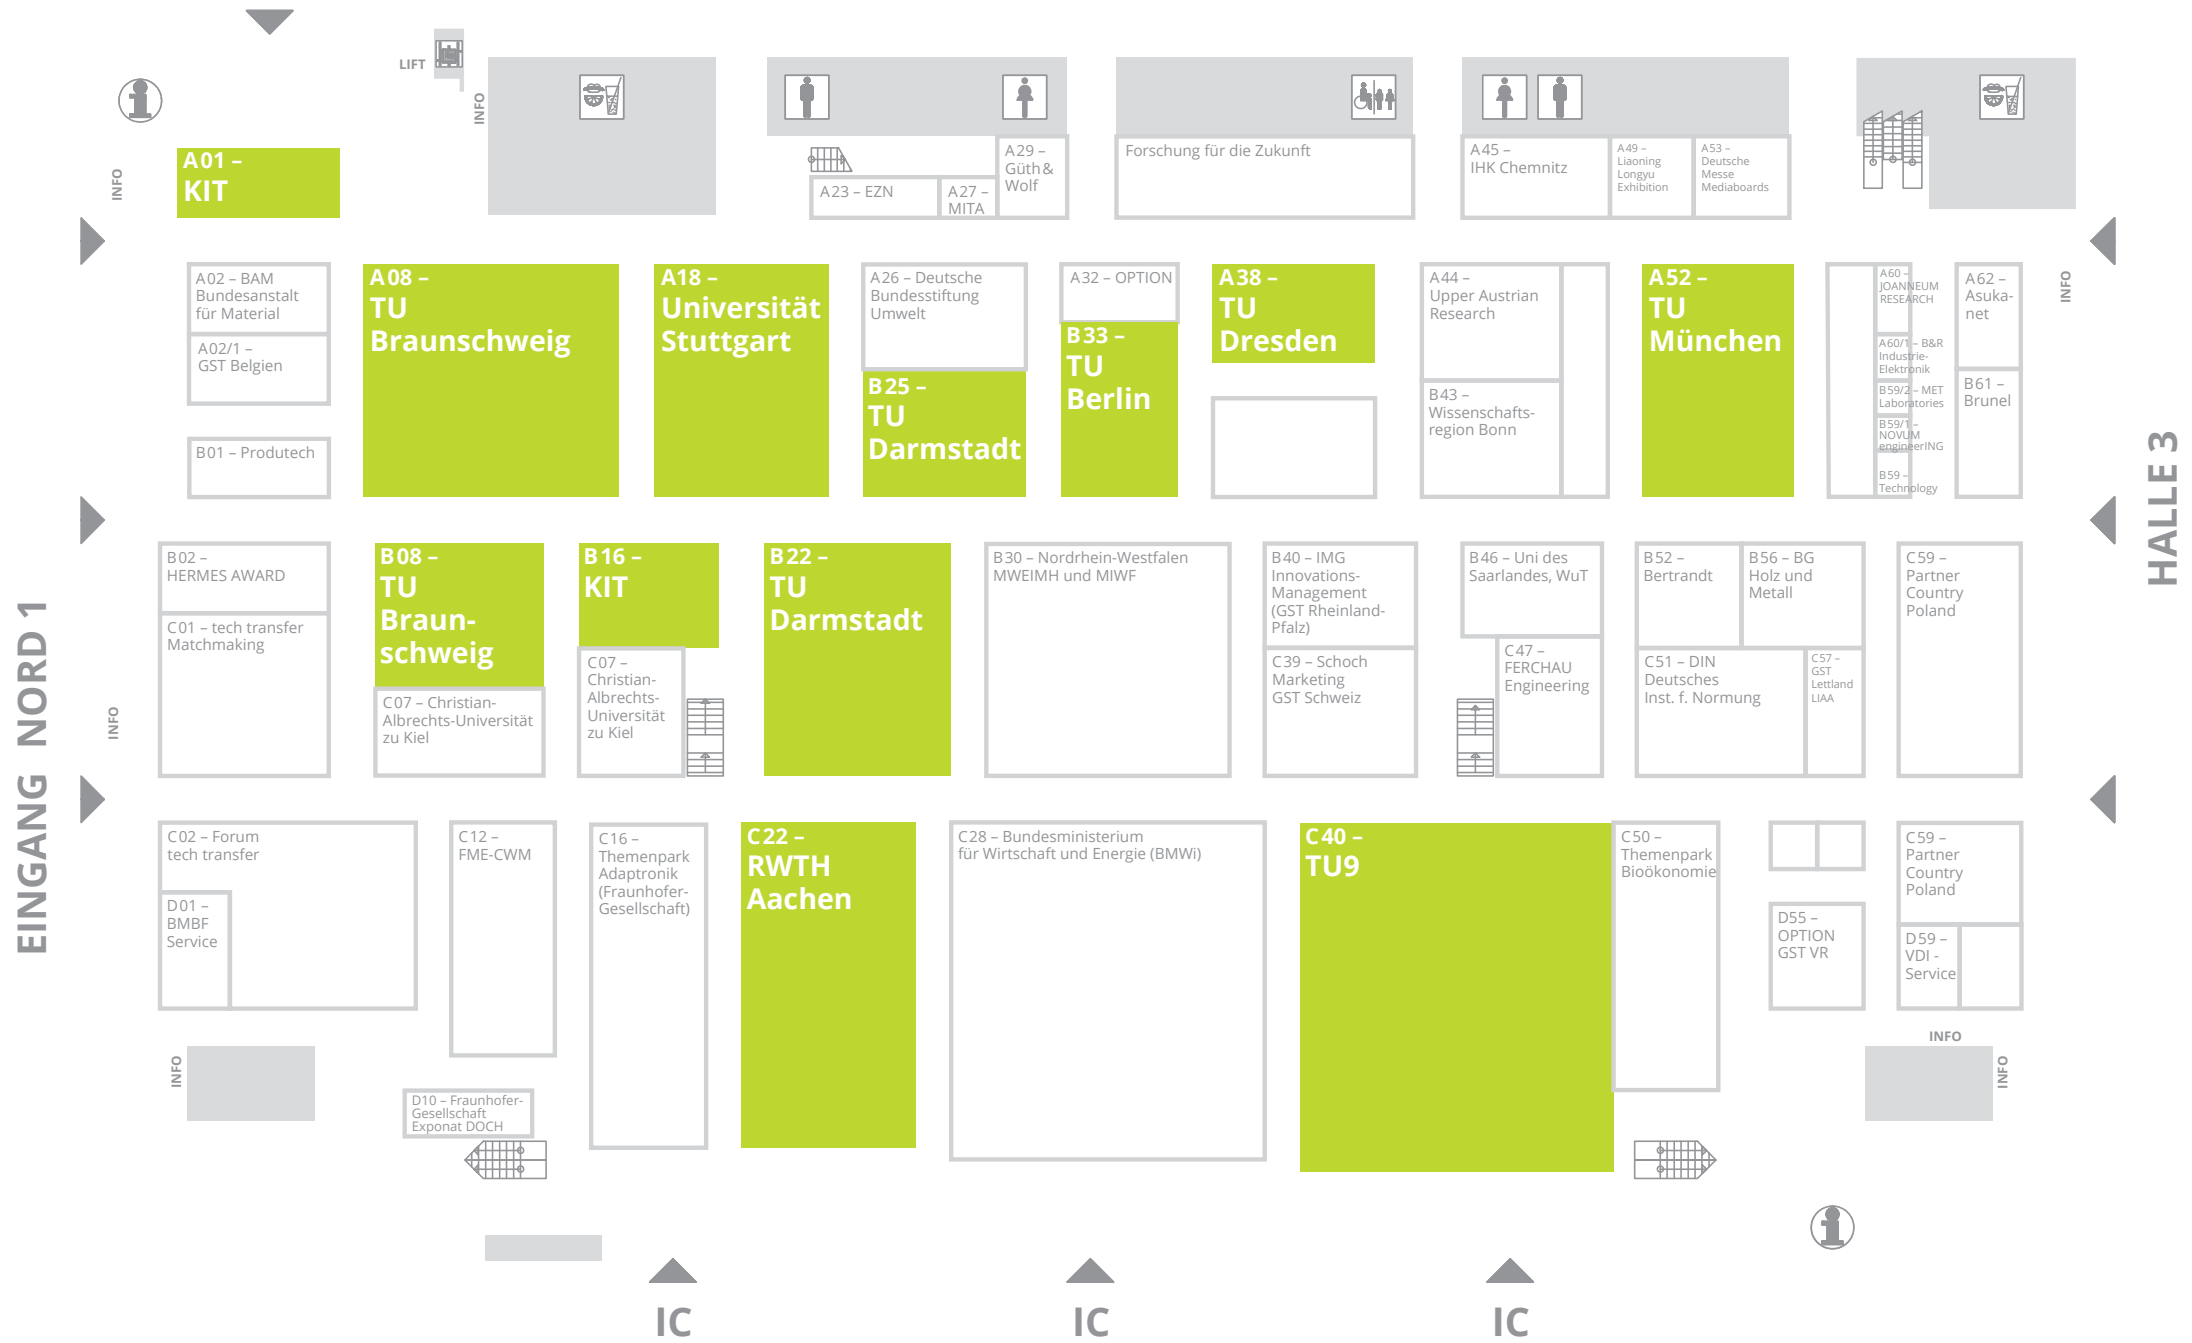 LIFT
INFO
INFO
A01 –
KIT
A29 –
Güth &
Wolf
A23 – EZN
A27 –
MITA
Forschung für die Zukunft
A45 –
IHK Chemnitz
A49 –
Liaoning
Longyu
Exhibition
A53 –
Deutsche
Messe
Mediaboards
A02 – BAM
Bundesanstalt
für Material
A02/1 –
GST Belgien
B01 – Produtech
A08 –
TU
Braunschweig
A18 –
Universität
Stuttgart
A26 – Deutsche
Bundesstiftung
Umwelt
B25 –
TU
Darmstadt
A32 – OPTION
B33 –
TU
Berlin
A38 –
TU
Dresden
A44 –
Upper Austrian
Research
B43 –
Wissenschafts-
region Bonn
A52 –
TU
München
A60 –
JOANNEUM
RESEARCH
A60/1 – B&R
Industrie-
Elektronik
B59/2 – MET
Laboratories
B59/1 –
NOVUM
engineerING
B59 –
Technology
A62 –
Asuka-
net
B61 –
Brunel
INFO
HALLE 3
EINGANG NORD 1
B02 –
HERMES AWARD
C01 – tech transfer
Matchmaking
B08 –
TU
Braun-
schweig
C07 – Christian-
Albrechts-Universität
zu Kiel
B16 –
KIT
C07 –
Christian-
Albrechts-
Universität
zu Kiel
B22 –
TU
Darmstadt
B30 – Nordrhein-Westfalen
MWEIMH und MIWF
B40 – IMG
Innovations-
Management
(GST Rheinland-
Pfalz)
C39 – Schoch
Marketing
GST Schweiz
B46 – Uni des
Saarlandes, WuT
C47 –
FERCHAU
Engineering
B52 –
Bertrandt
B56 – BG
Holz und
Metall
C51 – DIN
Deutsches
Inst. f. Normung
C57 –
GST
Lettland
LIAA
C59 –
Partner
Country
Poland
INFO
C02 – Forum
tech transfer
D01 –
BMBF
Service
C12 –
FME-CWM
C16 –
Themenpark
Adaptronik
(Fraunhofer-
Gesellschaft)
C22 –
RWTH
Aachen
C28 – Bundesministerium
für Wirtschaft und Energie (BMWi)
C40 –
TU9
C50 –
Themenpark
Bioökonomie
D55 –
OPTION
GST VR
C59 –
Partner
Country
Poland
D59 –
VDI -
Service
INFO
D10 – Fraunhofer-
Gesellschaft
Exponat DOCH
INFO
INFO
IC
IC
IC